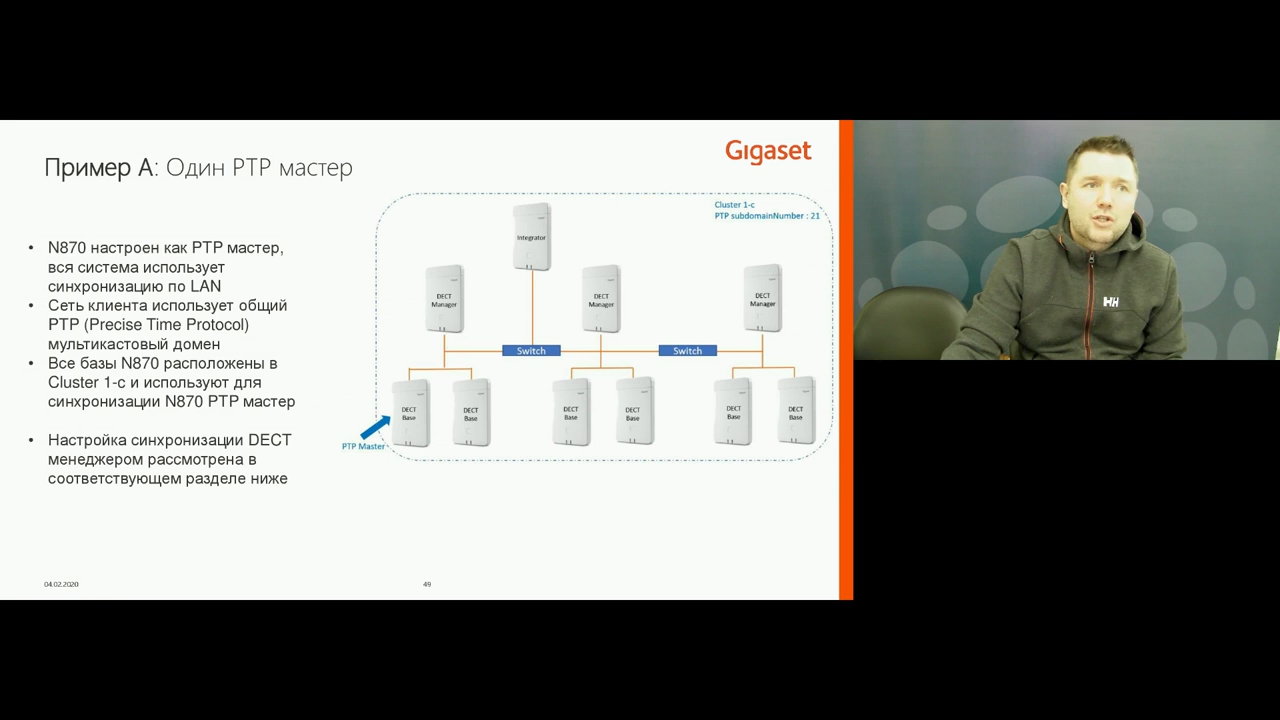 Gigaset
Пример А: Один PTP мастер
• N870 настроен как PTP мастер,
вся система использует
синхронизацию по LAN
• Сеть клиента использует общий
PTP (Precise Time Protocol)
мультикастовый домен
• Все базы N870 расположены в
Cluster 1-c и используют для
синхронизации N870 PTP мастер
• Настройка синхронизации DECT
менеджером рассмотрена в
соответствующем разделе ниже
Cluster 1-c
PTP subdomainNumber : 21
Integrator
DECT
Manager
DECT
Manager
DECT
Manager
Switch
Switch
DECT
Base
DECT
Base
DECT
Base
DECT
Base
DECT
Base
DECT
Base
PTP Master
04.02.2020
49
HH